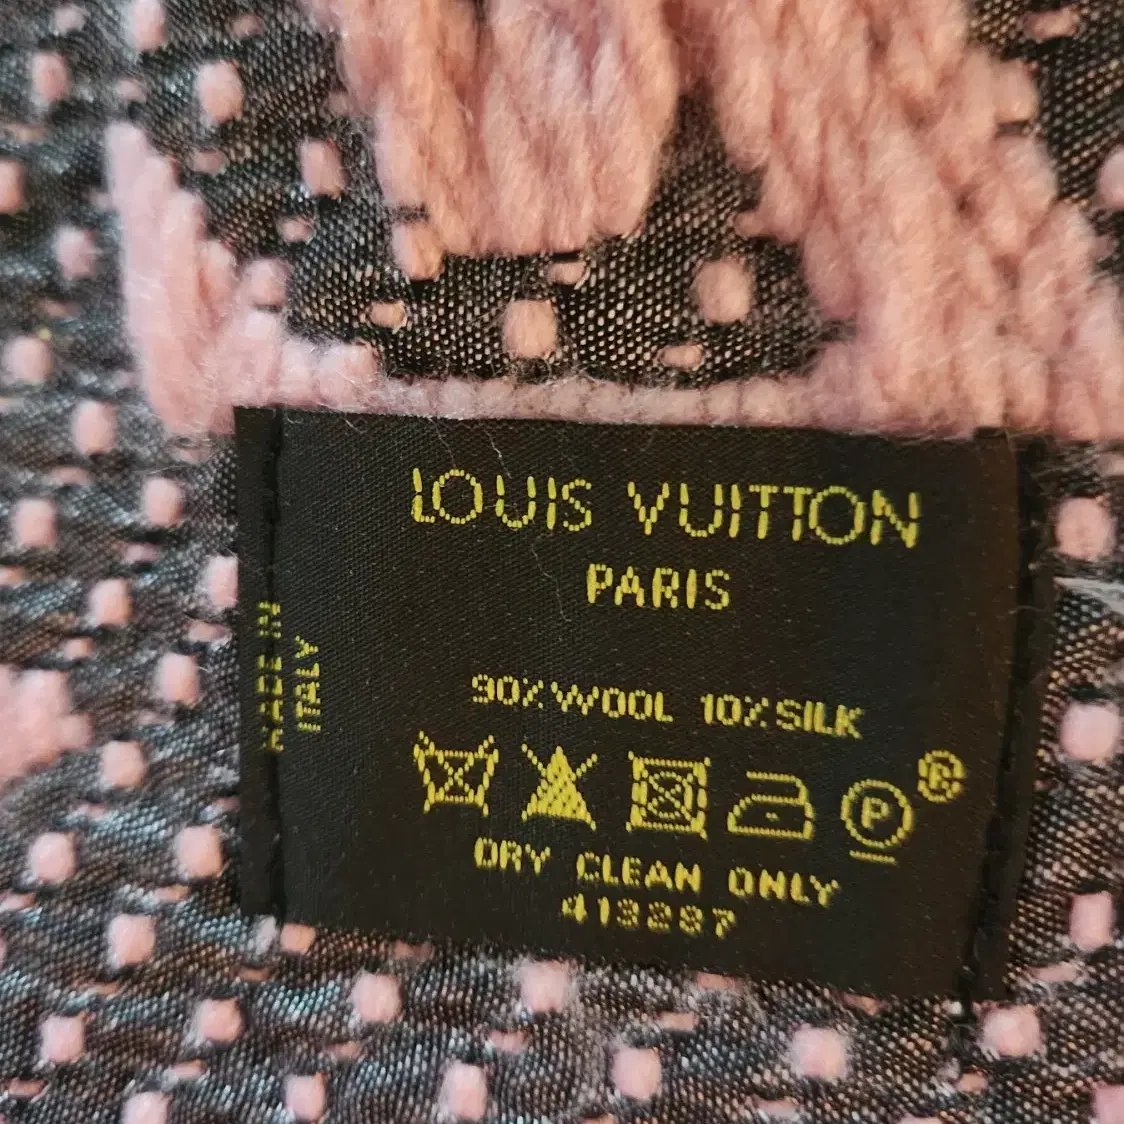 LOUIS VUITTON
PARIS
MADE IN
ITALY
90% WOOL 10% SILK
P
®
DRY CLEAN ONLY
413287